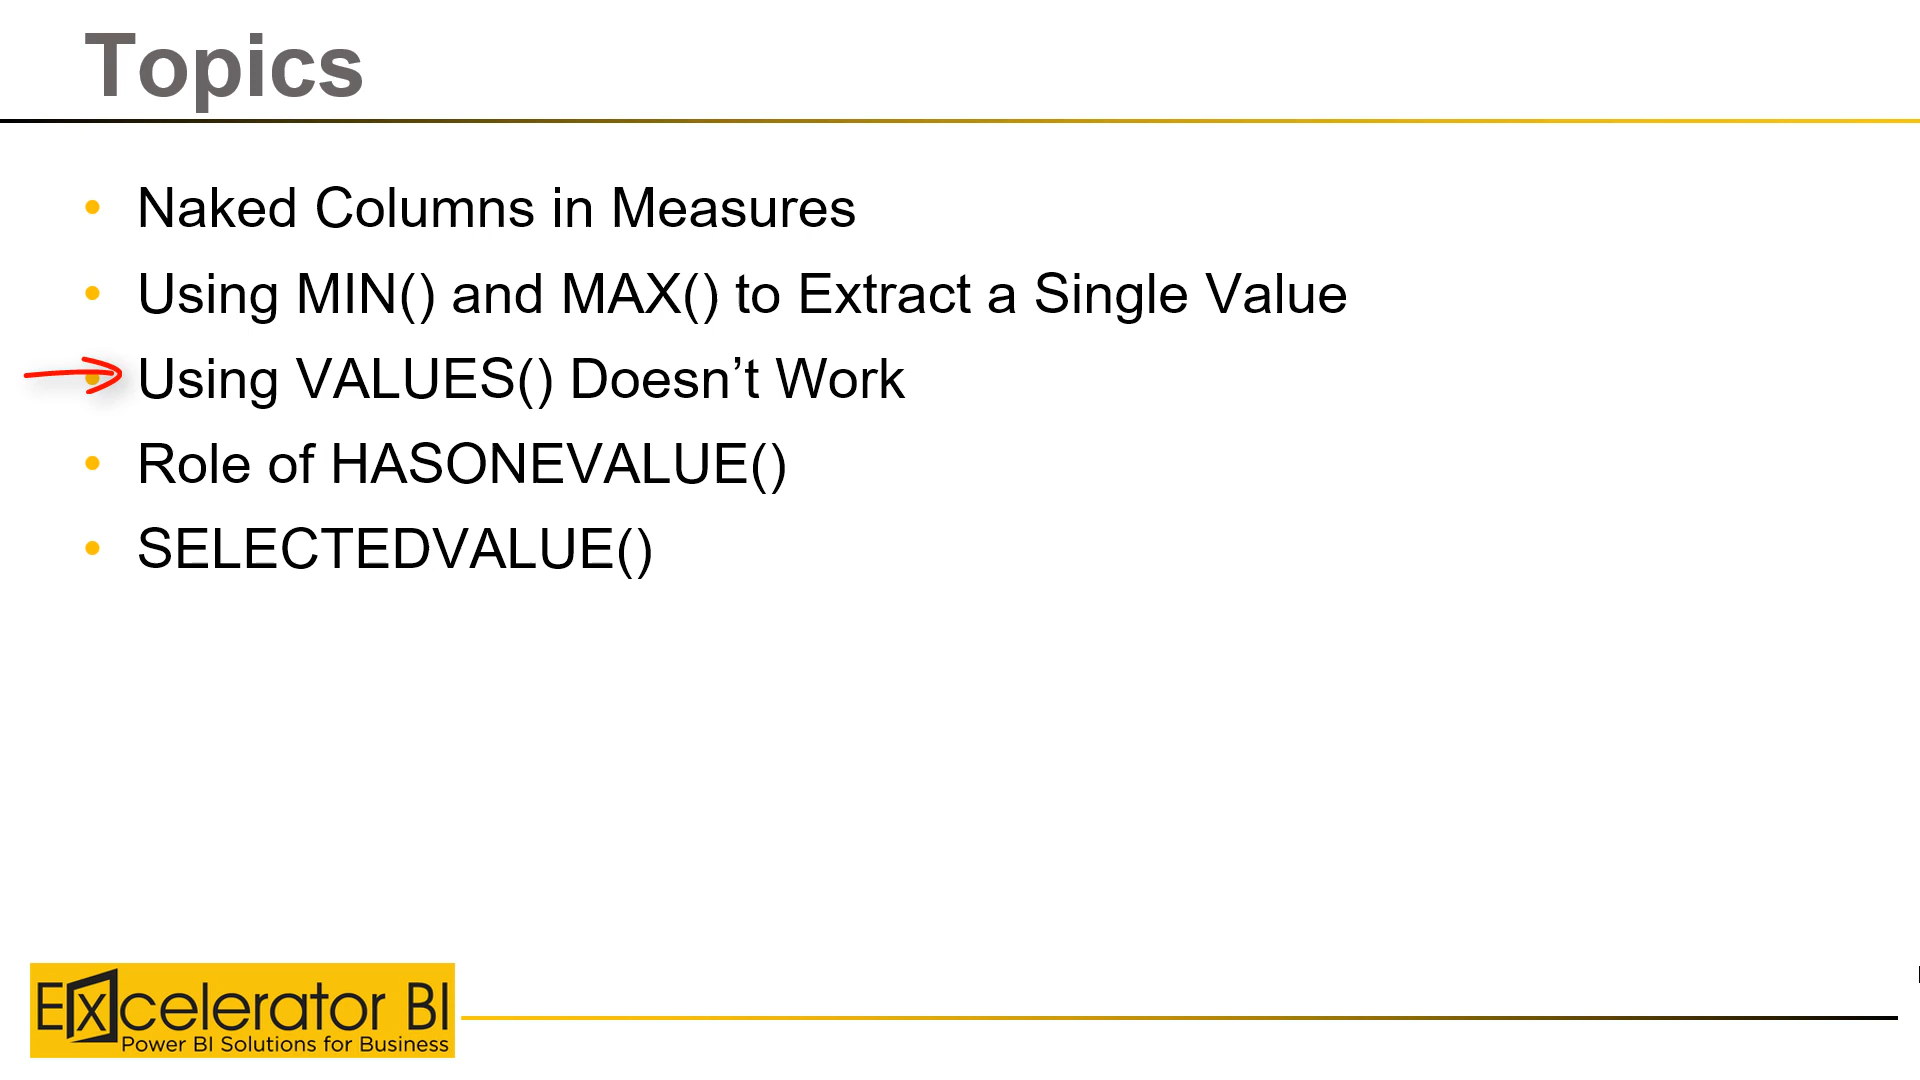 Topics
• Naked Columns in Measures
• Using MIN() and MAX() to Extract a Single Value
• Using VALUES() Doesn’t Work
• Role of HASONEVALUE()
• SELECTEDVALUE()
Excelerator BI
Power BI Solutions for Business